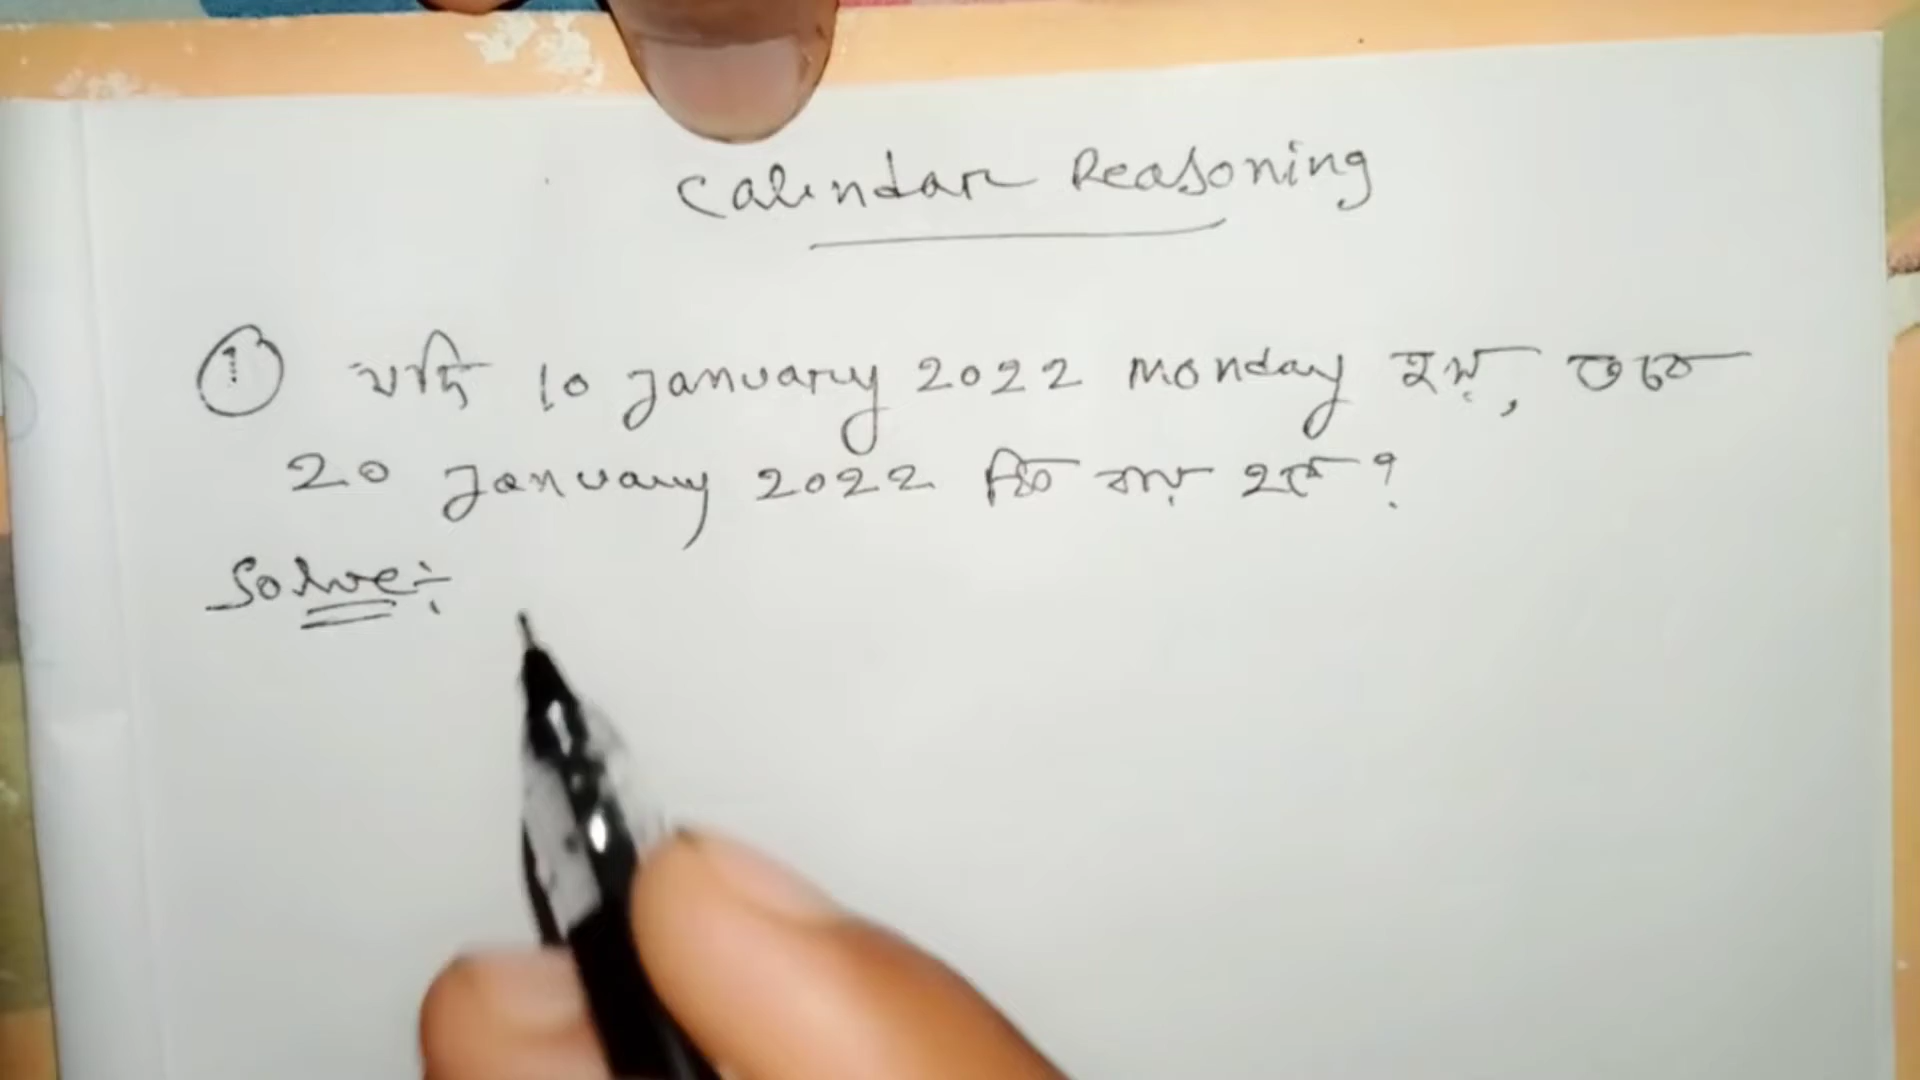 Calendar Reasoning
① যদি 10 January 2022 Monday হয়, তবে
20 January 2022 কি বার হবে ?
Solve:-